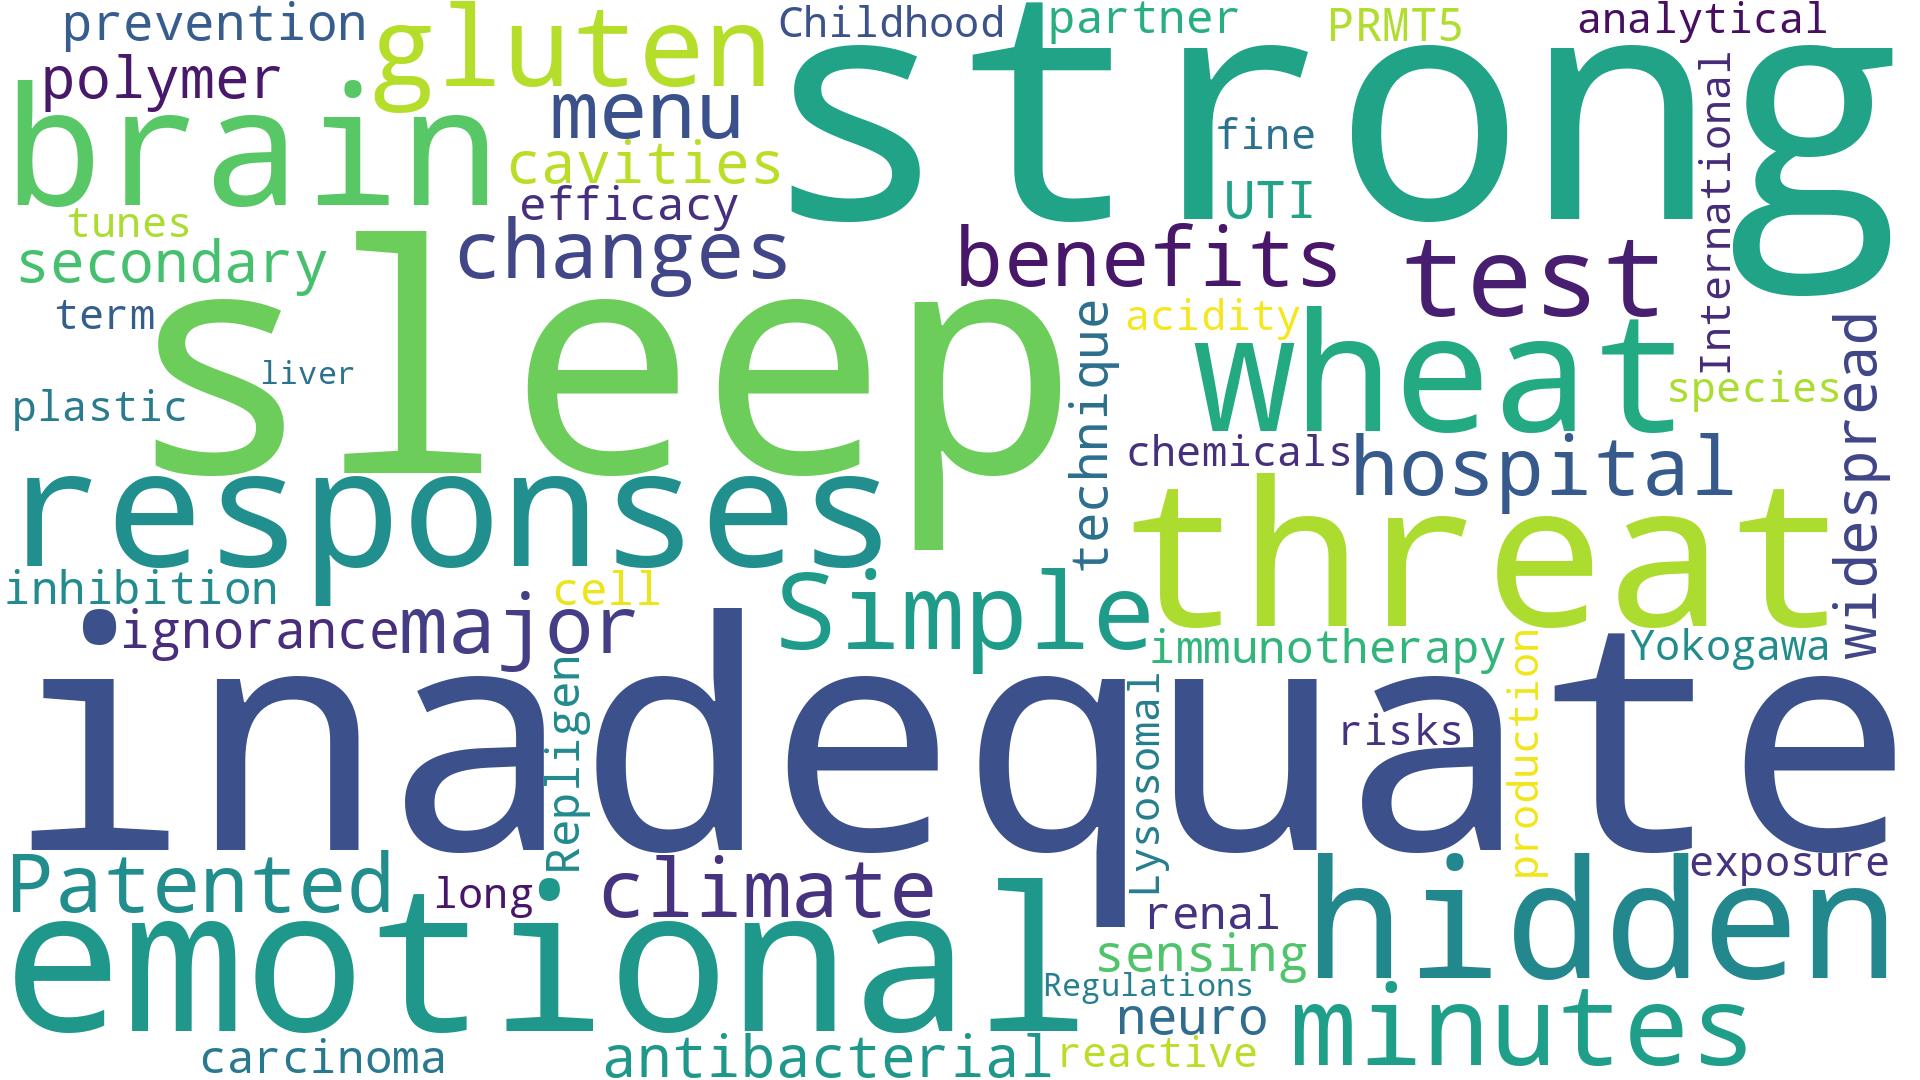 prevention
gluten
Childhood
strong
partner
PRMT5
analytical
polymer
brain
menu
cavities
efficacy
fine
UTI
International
tunes
secondary
changes
benefits
test
sleep
term
liver
plastic
technique
acidity
wheat
species
widespread
chemicals
hospital
responses
threat
inhibition
cell
Simple
ignorance
major
immunotherapy
Yokogawa
inadequate
Repligen
Lysosomal
risks
production
Patented
long
climate
exposure
renal
hidden
emotional
sensing
Regulations
neuro
minutes
carcinoma
antibacterial
reactive